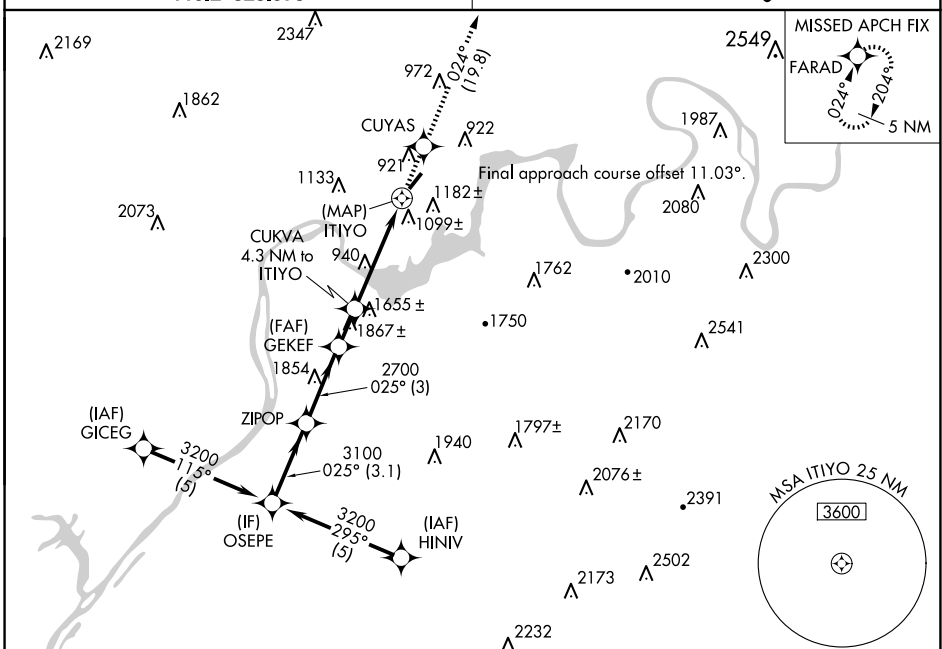 2169
2347
2549
MISSED APCH FIX
FARAD
024°
204°
5 NM
024°
(19.8)
972
1862
CUYAS
922
921
1987
Final approach course offset 11.03°.
1133
1182±
2080
(MAP)
ITIYO
1099±
2073
CUKVA
4.3 NM to
ITIYO
940
1762
2010
2300
1655 ±
1867±
1750
(FAF)
GEKEF
2541
1854
2700
025° (3)
ZIPOP
(IAF)
GICEG
3200
115°
(5)
3100
025° (3.1)
1940
1797±
2170
2076±
2391
MSA ITIYO 25 NM
3600
(IF)
OSEPE
3200
295°
(5)
(IAF)
HINIV
2173
2502
2232